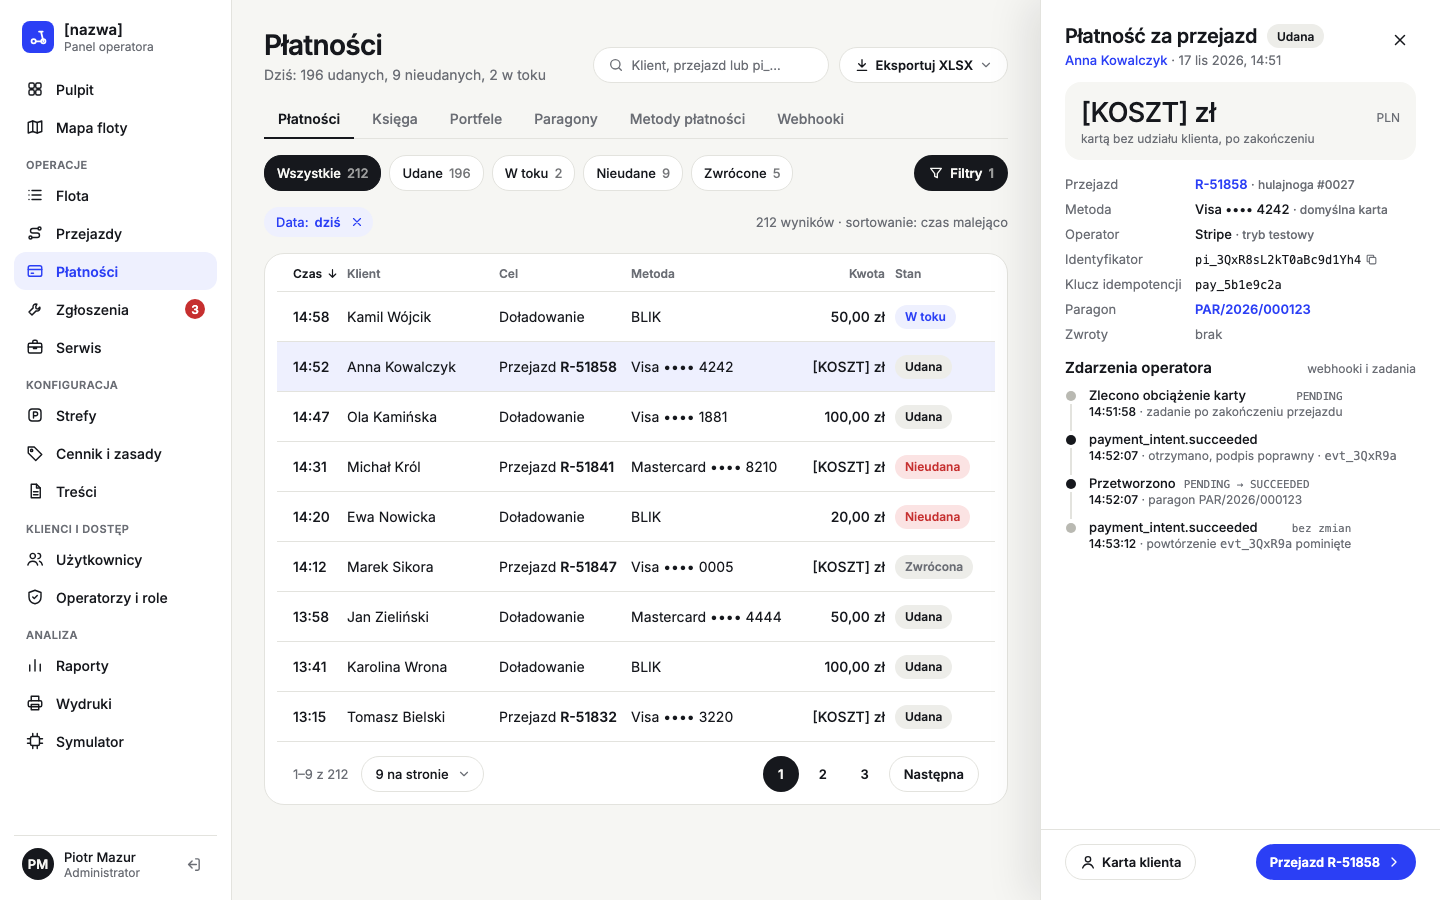 [nazwa]
Panel operatora
Pulpit
Mapa floty
OPERACJE
Flota
Przejazdy
Płatności
Zgłoszenia 3
Serwis
KONFIGURACJA
Strefy
Cennik i zasady
Treści
KLIENCI I DOSTĘP
Użytkownicy
Operatorzy i role
ANALIZA
Raporty
Wydruki
Symulator
PM
Piotr Mazur
Administrator
Płatności
Dziś: 196 udanych, 9 nieudanych, 2 w toku
Klient, przejazd lub pi_...
Eksportuj XLSX
Płatności Księga Portfele Paragony Metody płatności Webhooki
Wszystkie 212 Udane 196 W toku 2 Nieudane 9 Zwrócone 5 Filtry 1
Data: dziś ✕ 212 wyników · sortowanie: czas malejąco
Czas ↓ Klient Cel Metoda Kwota Stan
14:58 Kamil Wójcik Doładowanie BLIK 50,00 zł W toku
14:52 Anna Kowalczyk Przejazd R-51858 Visa •••• 4242 [KOSZT] zł Udana
14:47 Ola Kamińska Doładowanie Visa •••• 1881 100,00 zł Udana
14:31 Michał Król Przejazd R-51841 Mastercard •••• 8210 [KOSZT] zł Nieudana
14:20 Ewa Nowicka Doładowanie BLIK 20,00 zł Nieudana
14:12 Marek Sikora Przejazd R-51847 Visa •••• 0005 [KOSZT] zł Zwrócona
13:58 Jan Zieliński Doładowanie Mastercard •••• 4444 50,00 zł Udana
13:41 Karolina Wrona Doładowanie BLIK 100,00 zł Udana
13:15 Tomasz Bielski Przejazd R-51832 Visa •••• 3220 [KOSZT] zł Udana
1–9 z 212 9 na stronie 1 2 3 Następna
Płatność za przejazd Udana
Anna Kowalczyk · 17 lis 2026, 14:51
[KOSZT] zł PLN
kartą bez udziału klienta, po zakończeniu
Przejazd R-51858 · hulajnoga #0027
Metoda Visa •••• 4242 · domyślna karta
Operator Stripe · tryb testowy
Identyfikator pi_3QxR8sL2kT0aBc9d1Yh4
Klucz idempotencji pay_5b1e9c2a
Paragon PAR/2026/000123
Zwroty brak
Zdarzenia operatora webhooki i zadania
Zlecono obciążenie karty PENDING
14:51:58 · zadanie po zakończeniu przejazdu
payment_intent.succeeded
14:52:07 · otrzymano, podpis poprawny · evt_3QxR9a
Przetworzono PENDING → SUCCEEDED
14:52:07 · paragon PAR/2026/000123
payment_intent.succeeded bez zmian
14:53:12 · powtórzenie evt_3QxR9a pominięte
Karta klienta
Przejazd R-51858